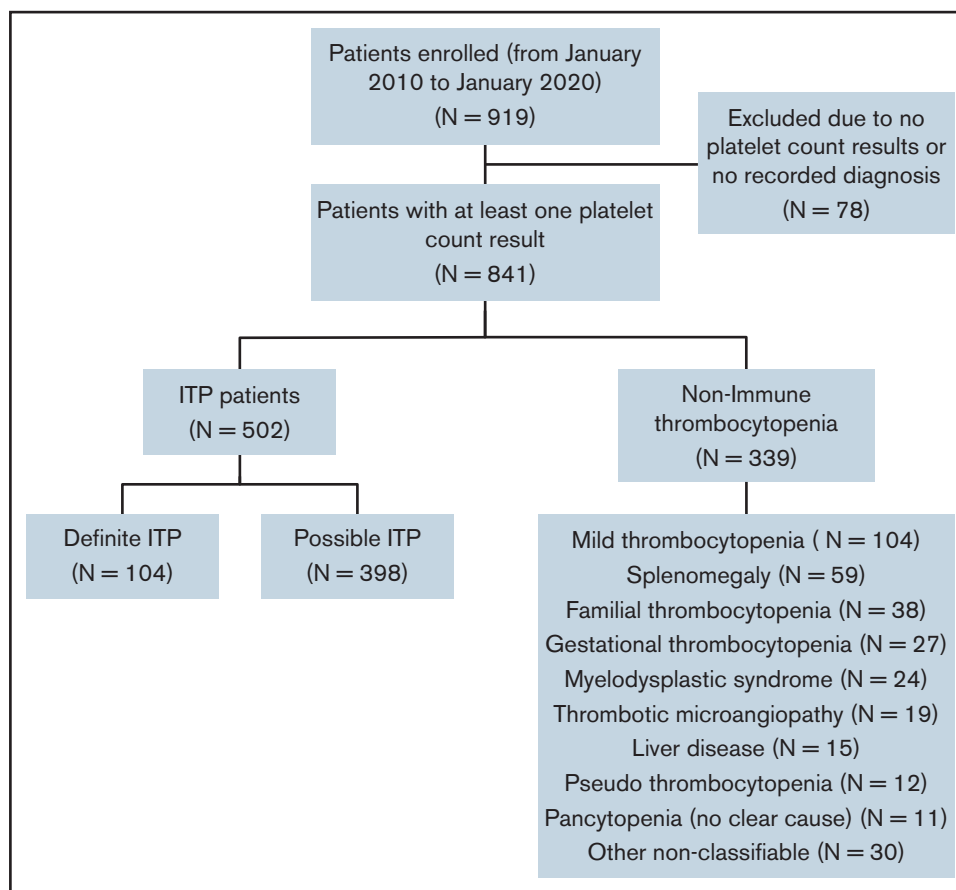 Patients enrolled (from January
2010 to January 2020)
(N = 919)
Excluded due to no
platelet count results or
no recorded diagnosis
(N = 78)
Patients with at least one platelet
count result
(N = 841)
ITP patients
(N = 502)
Non-Immune
thrombocytopenia
(N = 339)
Definite ITP
(N = 104)
Possible ITP
(N = 398)
Mild thrombocytopenia ( N = 104)
Splenomegaly (N = 59)
Familial thrombocytopenia (N = 38)
Gestational thrombocytopenia (N = 27)
Myelodysplastic syndrome (N = 24)
Thrombotic microangiopathy (N = 19)
Liver disease (N = 15)
Pseudo thrombocytopenia (N = 12)
Pancytopenia (no clear cause) (N = 11)
Other non-classifiable (N = 30)